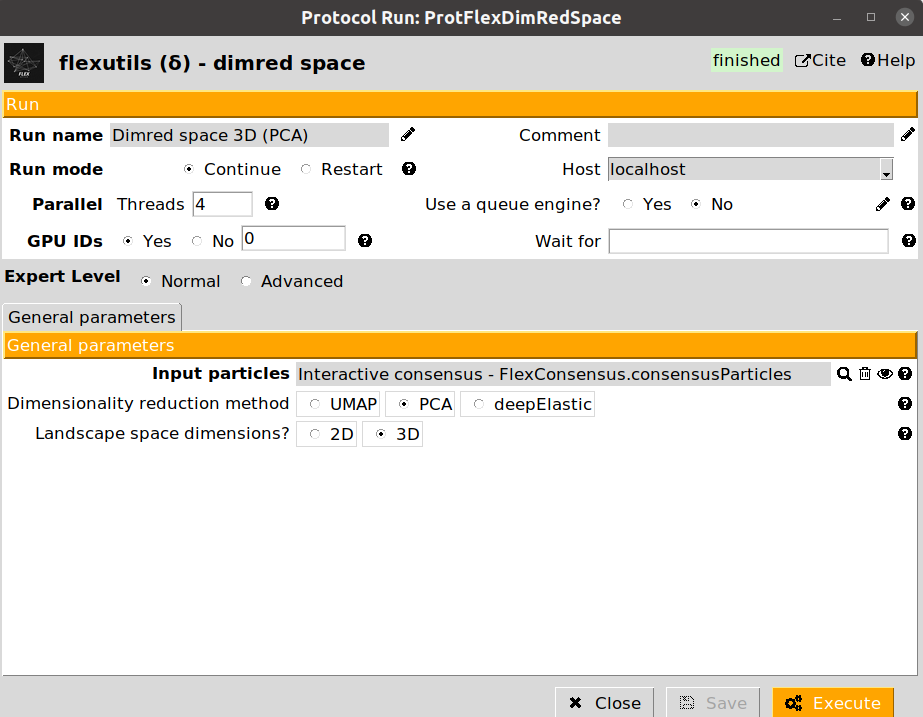 Protocol Run: ProtFlexDimRedSpace
FLEX
flexutils (δ) - dimred space
finished Cite Help
Run
Run name Dimred space 3D (PCA) Comment
Run mode Continue Restart Host localhost
Parallel Threads 4 Use a queue engine? Yes No
GPU IDs Yes No 0 Wait for
Expert Level Normal Advanced
General parameters
General parameters
Input particles Interactive consensus - FlexConsensus.consensusParticles
Dimensionality reduction method UMAP PCA deepElastic
Landscape space dimensions? 2D 3D
Close Save Execute